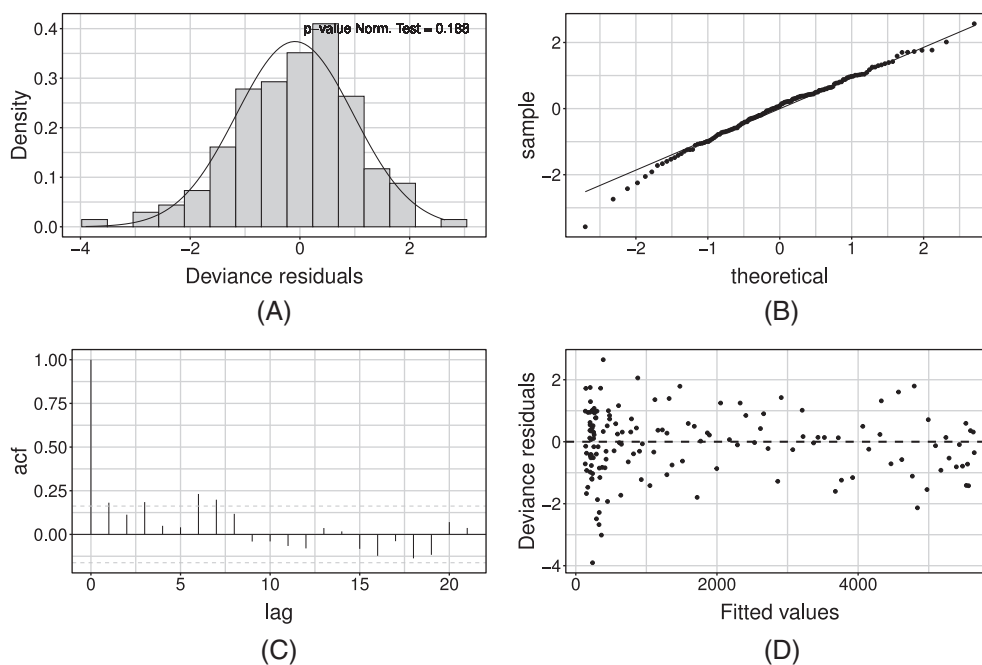 p-value Norm. Test =
0.4
0.3
0.2
0.1
0.0
Density
−4 −2 0 2
Deviance residuals
(A)
2
0
−2
sample
−2 −1 0 1 2
theoretical
(B)
1.00
0.75
0.50
0.25
0.00
acf
0 5 10 15 20
lag
(C)
2
0
−2
−4
Deviance residuals
0 2000 4000
Fitted values
(D)